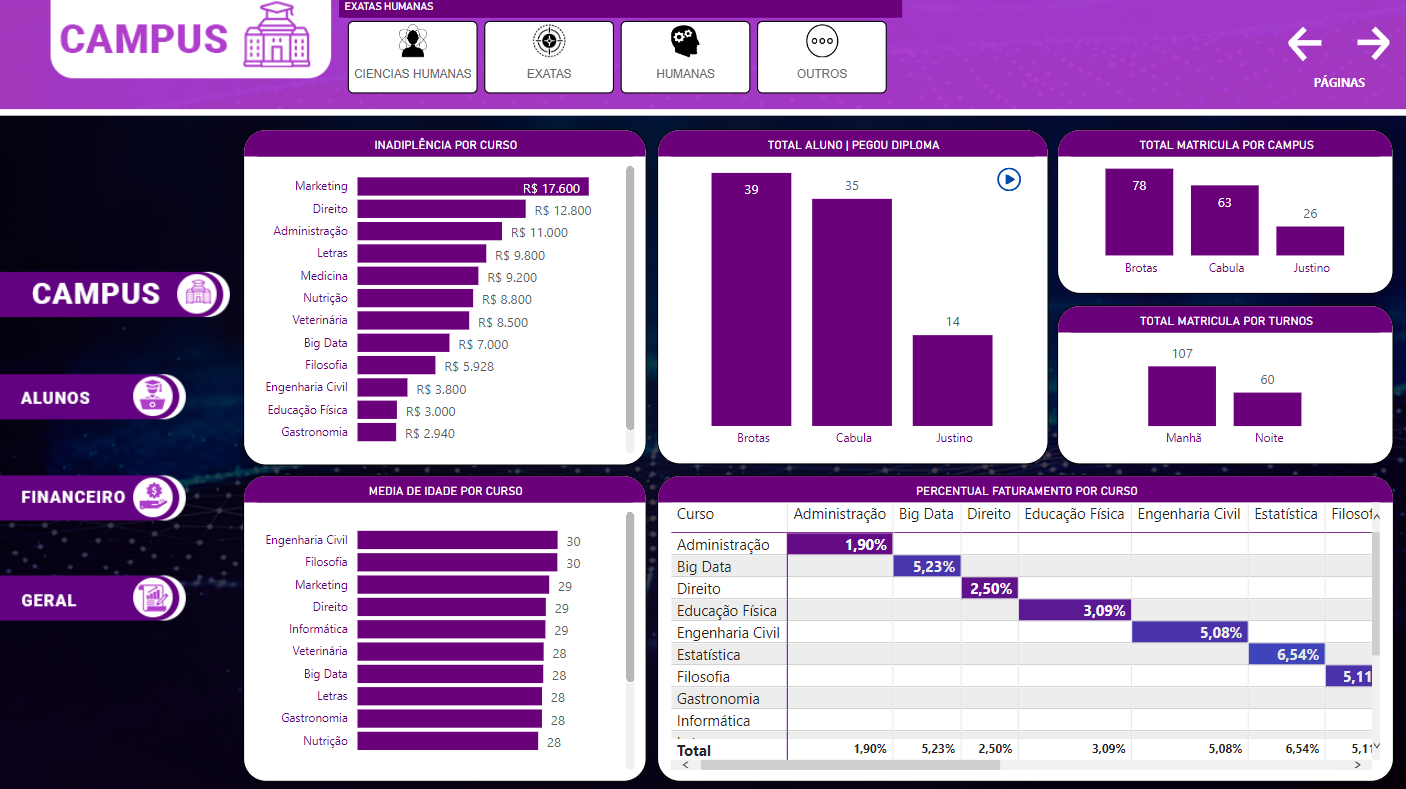 CAMPUS
EXATAS HUMANAS
CIENCIAS HUMANAS
EXATAS
HUMANAS
OUTROS
PÁGINAS
CAMPUS
ALUNOS
FINANCEIRO
GERAL
INADIPLÊNCIA POR CURSO
Marketing R$ 17.600
Direito R$ 12.800
Administração R$ 11.000
Letras R$ 9.800
Medicina R$ 9.200
Nutrição R$ 8.800
Veterinária R$ 8.500
Big Data R$ 7.000
Filosofia R$ 5.928
Engenharia Civil R$ 3.800
Educação Física R$ 3.000
Gastronomia R$ 2.940
TOTAL ALUNO | PEGOU DIPLOMA
39 35 14
Brotas Cabula Justino
TOTAL MATRICULA POR CAMPUS
78 63 26
Brotas Cabula Justino
TOTAL MATRICULA POR TURNOS
107 60
Manhã Noite
MEDIA DE IDADE POR CURSO
Engenharia Civil 30
Filosofia 30
Marketing 29
Direito 29
Informática 29
Veterinária 28
Big Data 28
Letras 28
Gastronomia 28
Nutrição 28
PERCENTUAL FATURAMENTO POR CURSO
Curso Administração Big Data Direito Educação Física Engenharia Civil Estatística Filosof
Administração 1,90%
Big Data 5,23%
Direito 2,50%
Educação Física 3,09%
Engenharia Civil 5,08%
Estatística 6,54%
Filosofia 5,11
Gastronomia
Informática
Total 1,90% 5,23% 2,50% 3,09% 5,08% 6,54% 5,11